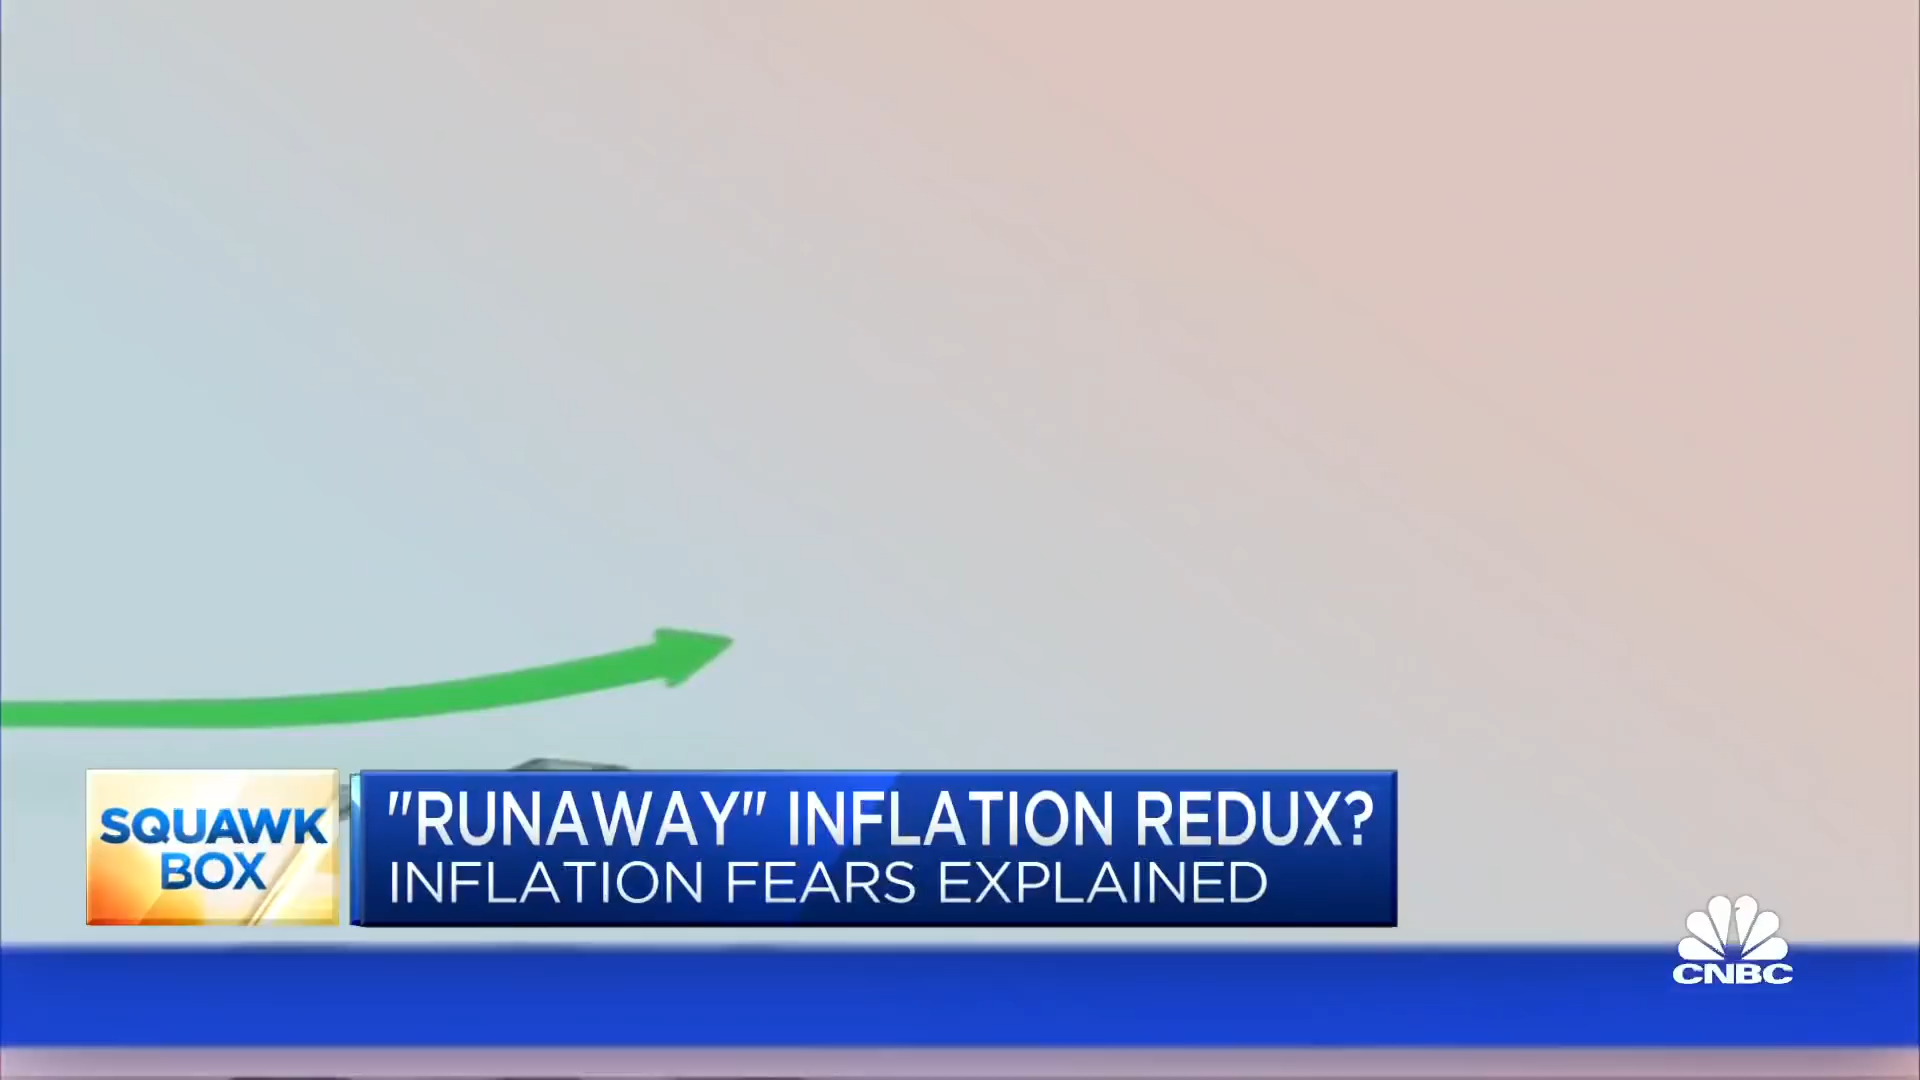 SQUAWK
BOX
"RUNAWAY" INFLATION REDUX?
INFLATION FEARS EXPLAINED
CNBC